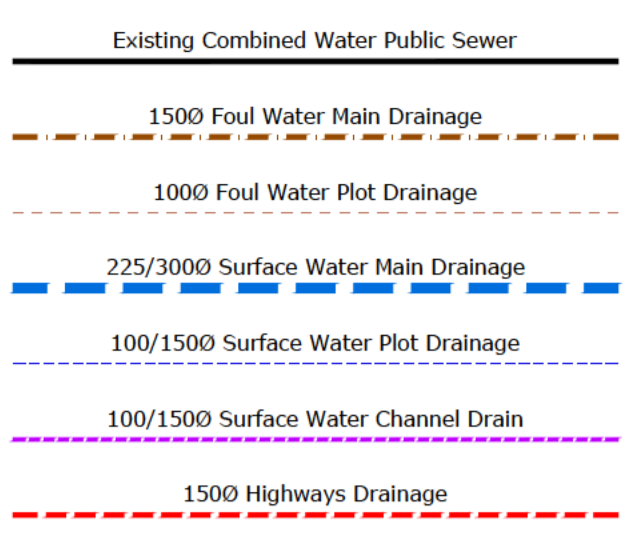 Existing Combined Water Public Sewer
150Ø Foul Water Main Drainage
100Ø Foul Water Plot Drainage
225/300Ø Surface Water Main Drainage
100/150Ø Surface Water Plot Drainage
100/150Ø Surface Water Channel Drain
150Ø Highways Drainage